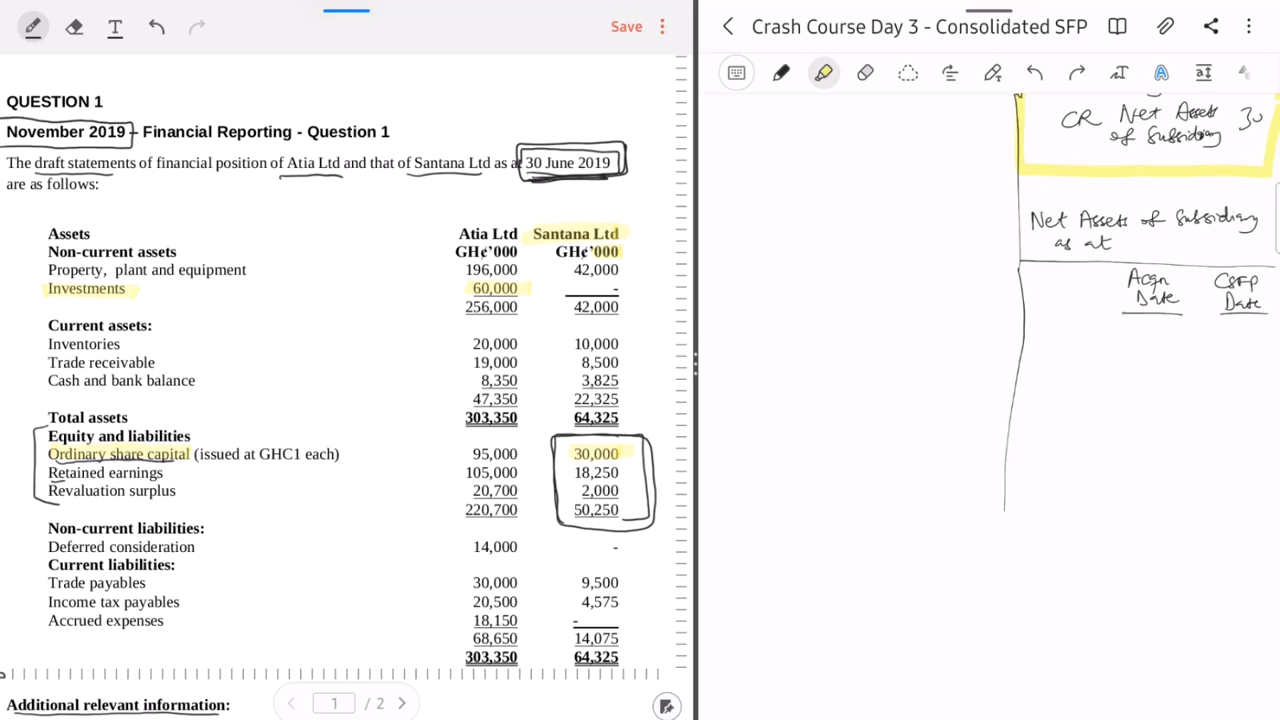 Save
QUESTION 1
November 2019 – Financial Reporting - Question 1
The draft statements of financial position of Atia Ltd and that of Santana Ltd as at 30 June 2019
are as follows:
Assets Atia Ltd Santana Ltd
Non-current assets GH¢'000 GH¢'000
Property, plant and equipment 196,000 42,000
Investments 60,000 -
256,000 42,000
Current assets:
Inventories 20,000 10,000
Trade receivable 19,000 8,500
Cash and bank balance 8,350 3,825
47,350 22,325
Total assets 303,350 64,325
Equity and liabilities
Ordinary share capital (issued at GHC1 each) 95,000 30,000
Retained earnings 105,000 18,250
Revaluation surplus 20,700 2,000
220,700 50,250
Non-current liabilities:
Deferred consideration 14,000 -
Current liabilities:
Trade payables 30,000 9,500
Income tax payables 20,500 4,575
Accrued expenses 18,150 -
68,650 14,075
303,350 64,325
Additional relevant information:
1 / 2
Crash Course Day 3 - Consolidated SFP
CR Net Assets 30
of Subsidiary
Net Assets of Subsidiary
as at
Acqn CSFP
Date Date